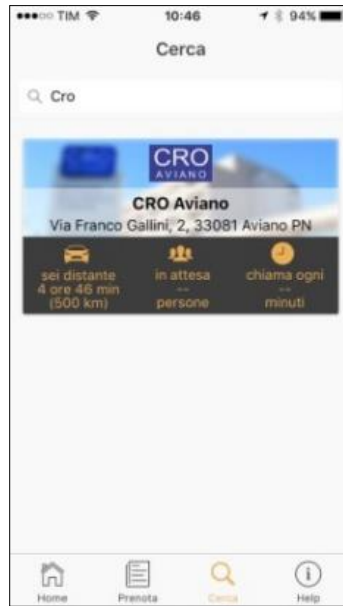 TIM 10:46 94%
Cerca
Cro
CRO
AVIANO
CRO Aviano
Via Franco Gallini, 2, 33081 Aviano PN
sei distante
4 ore 46 min
(500 km)
in attesa
--
persone
chiama ogni
--
minuti
Home Prenota Cerca Help